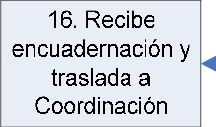 16. Recibe
encuadernación y
traslada a
Coordinación